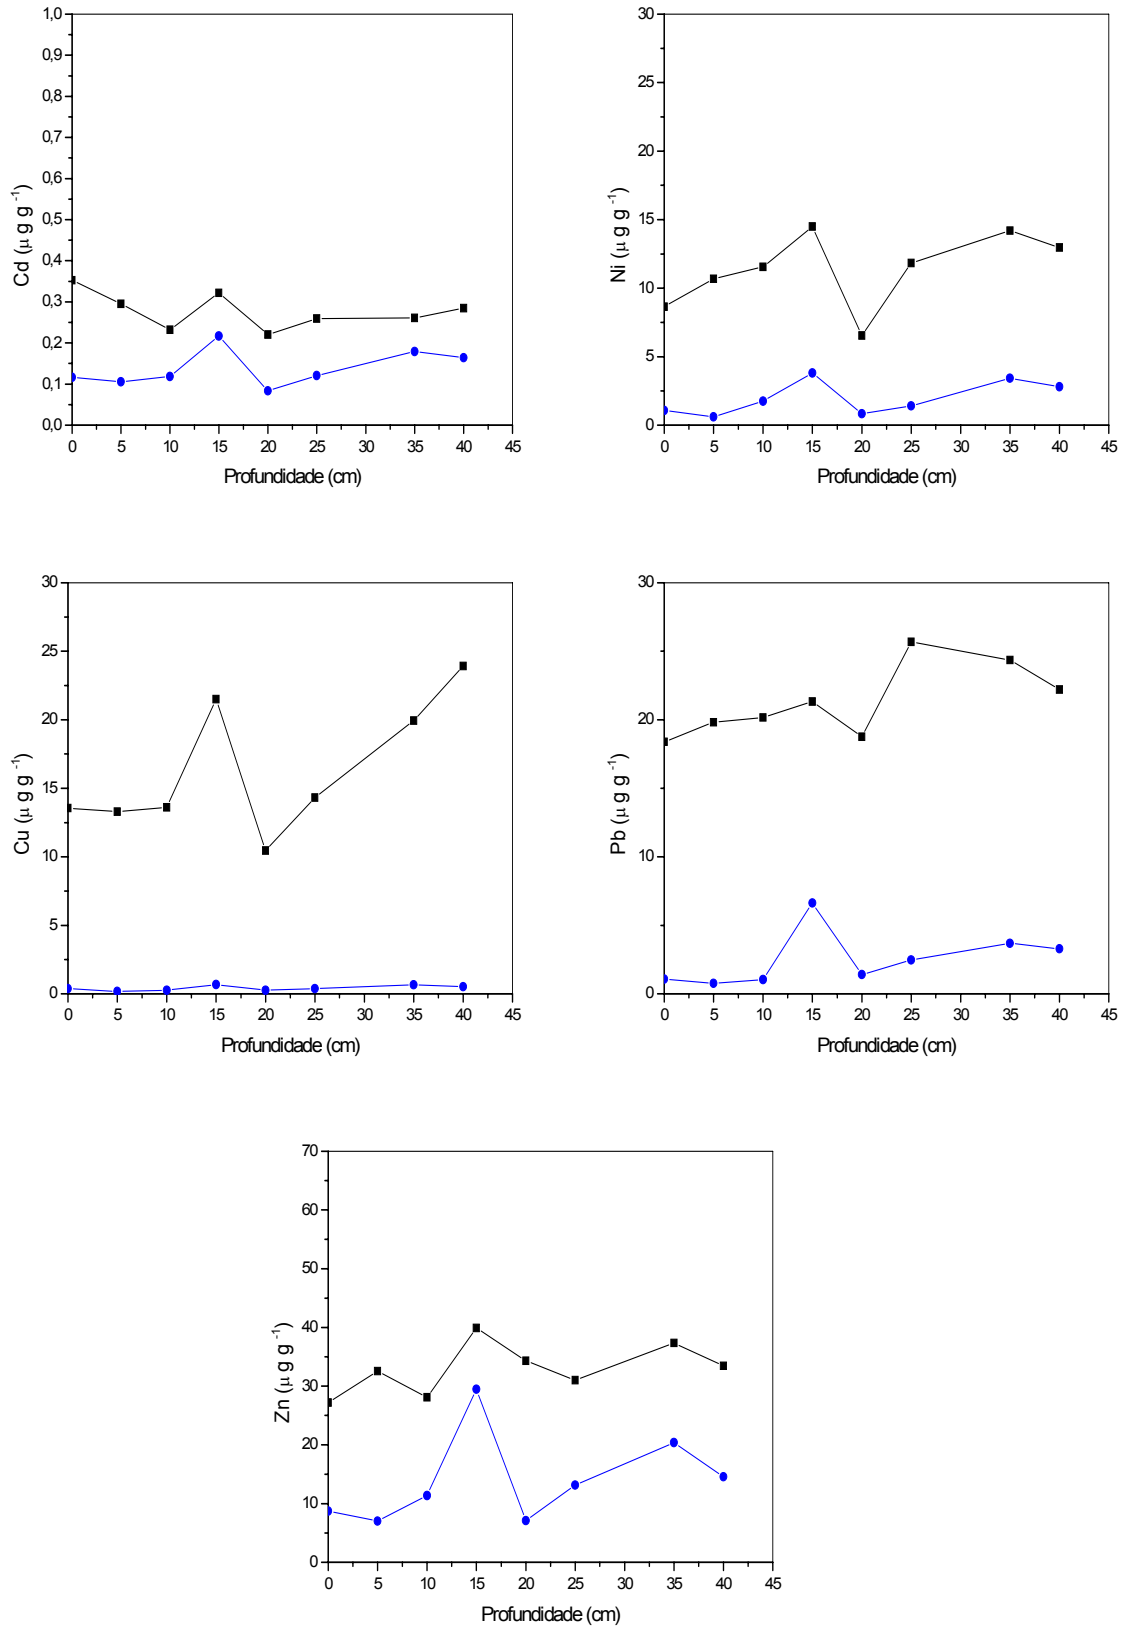 1,0
0,9
0,8
0,7
0,6
0,5
0,4
0,3
0,2
0,1
0,0
Cd (μ g g -1)
0 5 10 15 20 25 30 35 40 45
Profundidade (cm)
30
25
20
15
10
5
0
Ni (μ g g -1)
0 5 10 15 20 25 30 35 40 45
Profundidade (cm)
30
25
20
15
10
5
0
Cu (μ g g -1)
0 5 10 15 20 25 30 35 40 45
Profundidade (cm)
30
20
10
0
Pb (μ g g -1)
0 5 10 15 20 25 30 35 40 45
Profundidade (cm)
70
60
50
40
30
20
10
0
Zn (μ g g -1)
0 5 10 15 20 25 30 35 40 45
Profundidade (cm)